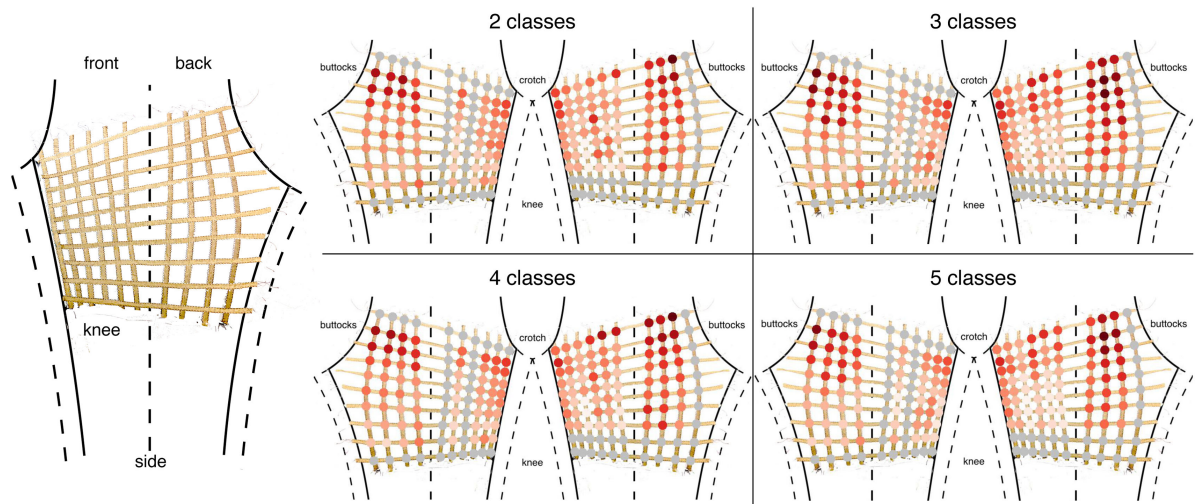 front
back
knee
side
2 classes
buttocks
crotch
buttocks
knee
3 classes
buttocks
crotch
buttocks
knee
4 classes
buttocks
crotch
buttocks
knee
5 classes
buttocks
crotch
buttocks
knee